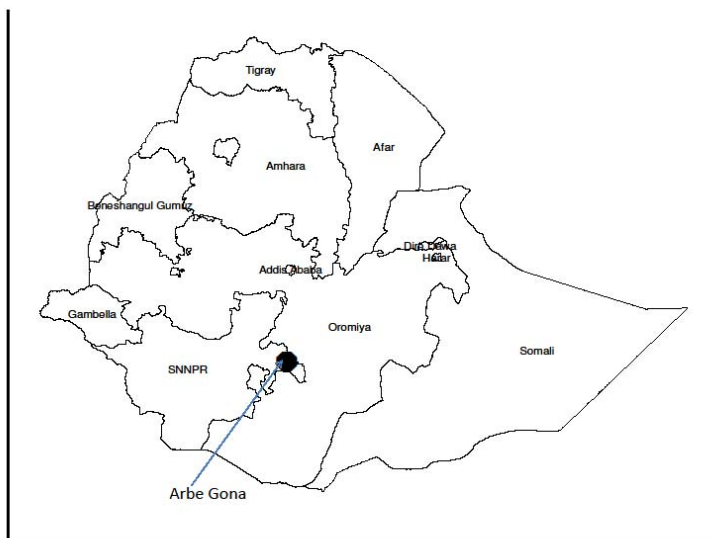 Tigray
Afar
Amhara
Beneshangul Gumuz
Dire Dawa
Harar
Addis Ababa
Gambella
Oromiya
Somali
SNNPR
Arbe Gona